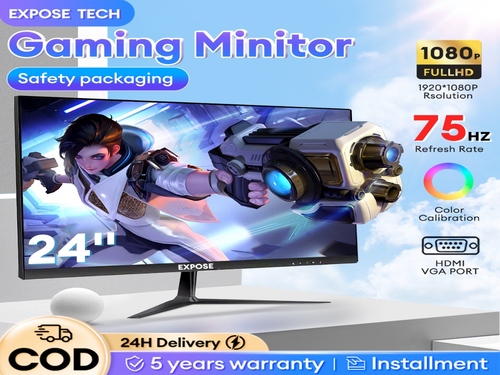 EXPOSE TECH
Gaming Minitor
Safety packaging
1080P
FULLHD
1920*1080P
Rsolution
75HZ
Refresh Rate
Color
Calibration
HDMI
VGA PORT
24"
EXPOSE
24H Delivery
COD
5 years warranty | Installment